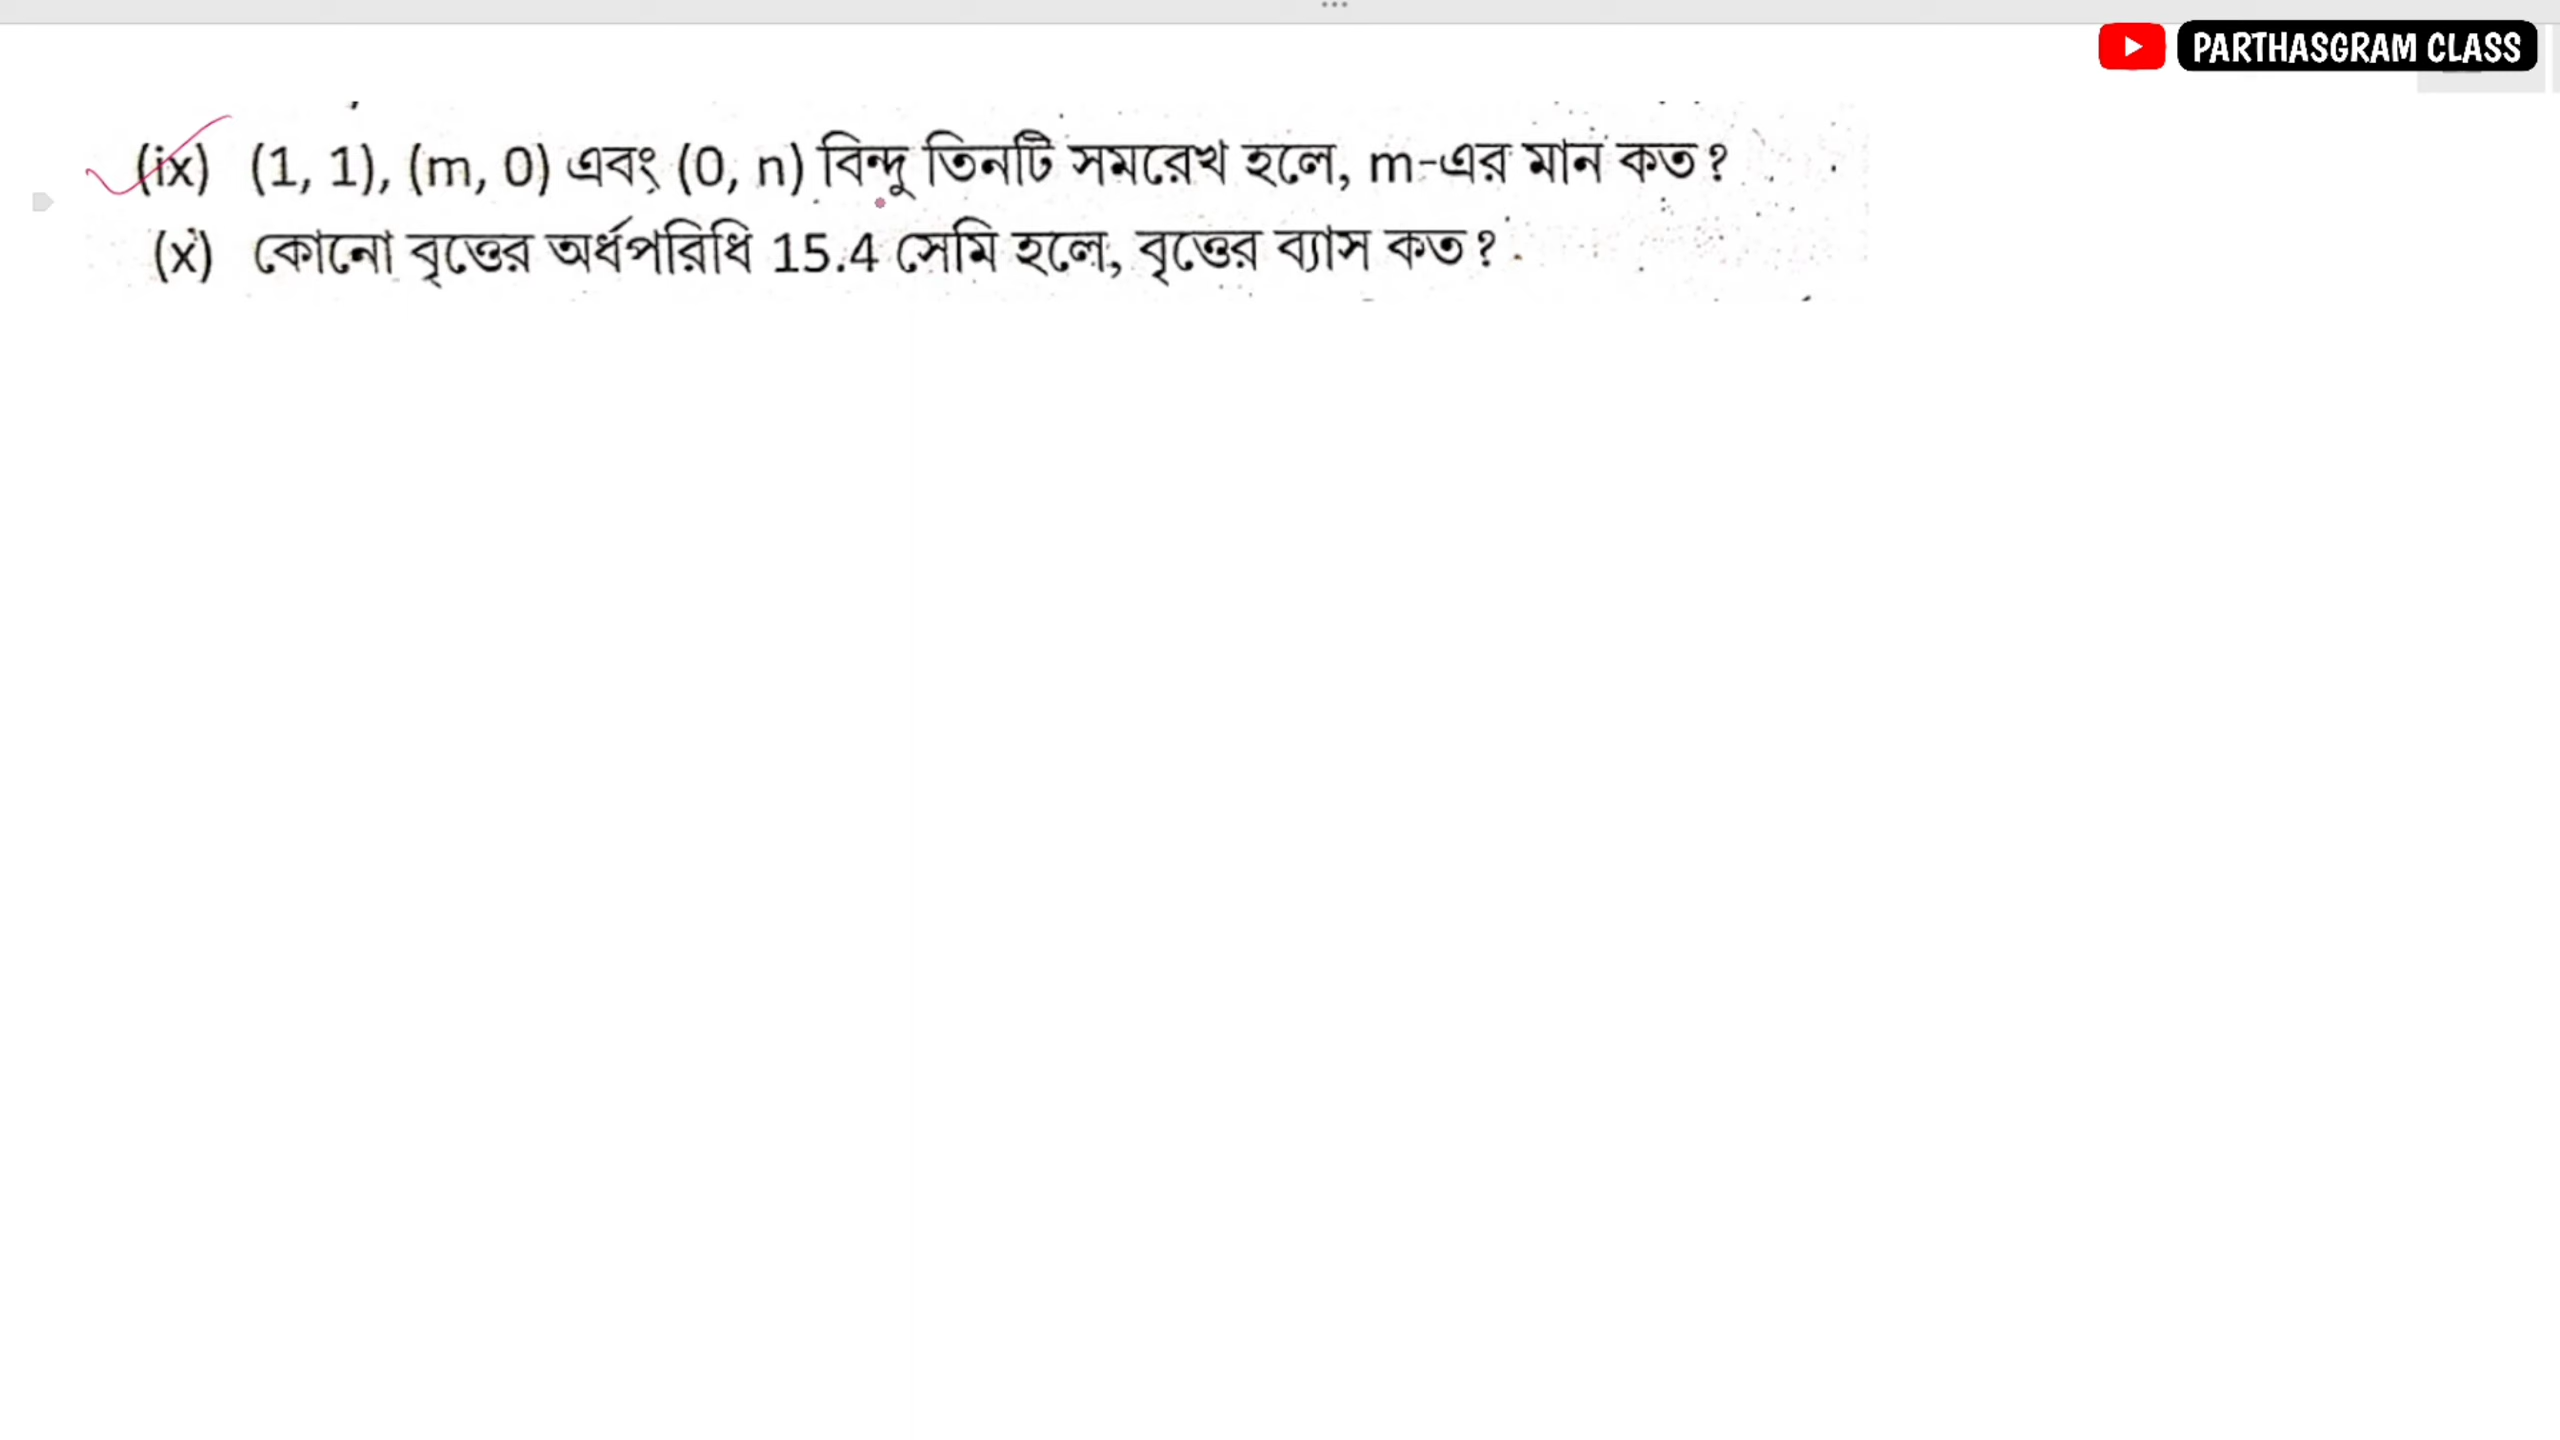 PARTHASGRAM CLASS
(ix) (1, 1), (m, 0) এবং (0, n) বিন্দু তিনটি সমরেখ হলে, m-এর মান কত?
(x) কোনো বৃত্তের অর্ধপরিধি 15.4 সেমি হলে, বৃত্তের ব্যাস কত?